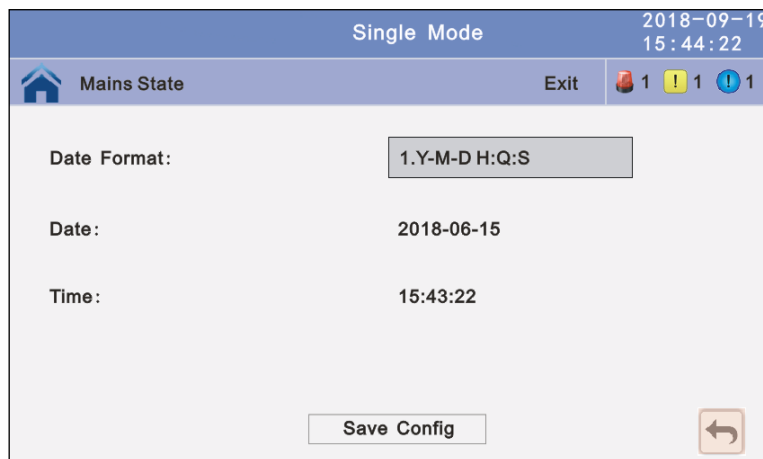 Single Mode
2018-09-19
15:44:22
Mains State Exit 1 ! 1 ! 1
Date Format: 1.Y-M-D H:Q:S
Date: 2018-06-15
Time: 15:43:22
Save Config